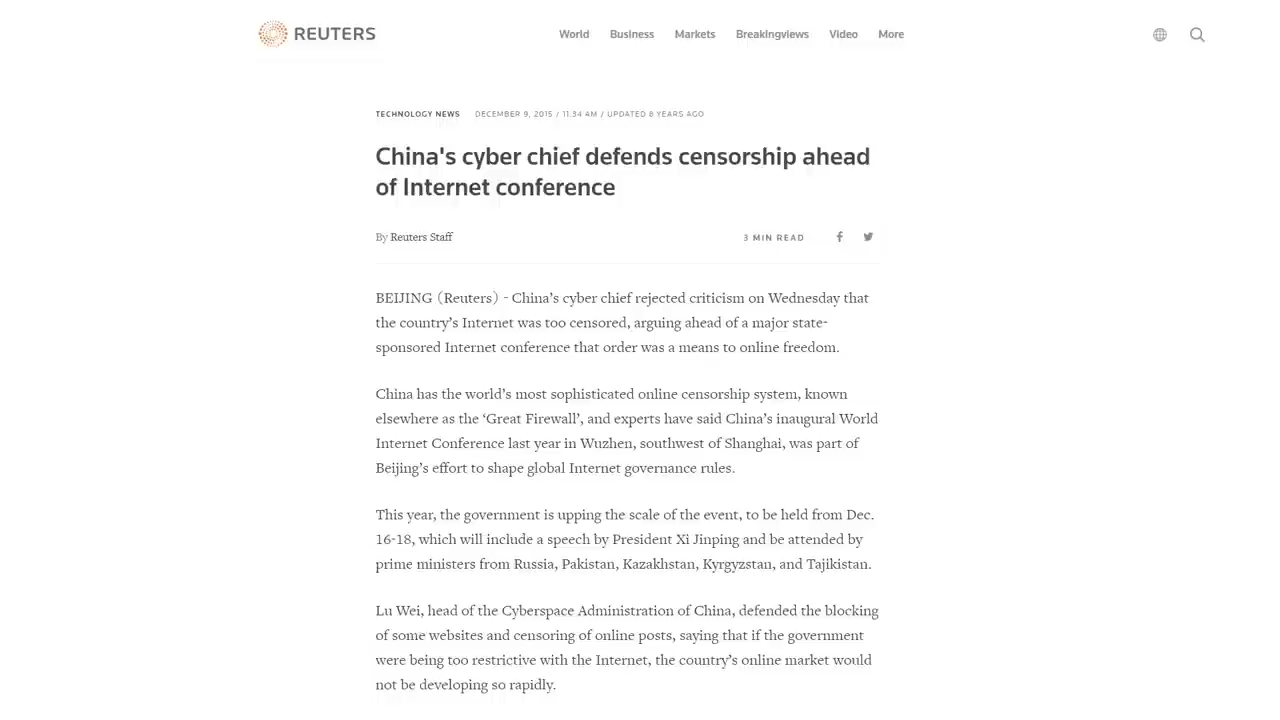 REUTERS
World Business Markets Breakingviews Video More
TECHNOLOGY NEWS DECEMBER 9, 2015 / 11:34 AM / UPDATED 8 YEARS AGO
China's cyber chief defends censorship ahead
of Internet conference
By Reuters Staff
3 MIN READ
BEIJING (Reuters) - China’s cyber chief rejected criticism on Wednesday that
the country’s Internet was too censored, arguing ahead of a major state-
sponsored Internet conference that order was a means to online freedom.
China has the world’s most sophisticated online censorship system, known
elsewhere as the ‘Great Firewall’, and experts have said China’s inaugural World
Internet Conference last year in Wuzhen, southwest of Shanghai, was part of
Beijing’s effort to shape global Internet governance rules.
This year, the government is upping the scale of the event, to be held from Dec.
16-18, which will include a speech by President Xi Jinping and be attended by
prime ministers from Russia, Pakistan, Kazakhstan, Kyrgyzstan, and Tajikistan.
Lu Wei, head of the Cyberspace Administration of China, defended the blocking
of some websites and censoring of online posts, saying that if the government
were being too restrictive with the Internet, the country’s online market would
not be developing so rapidly.